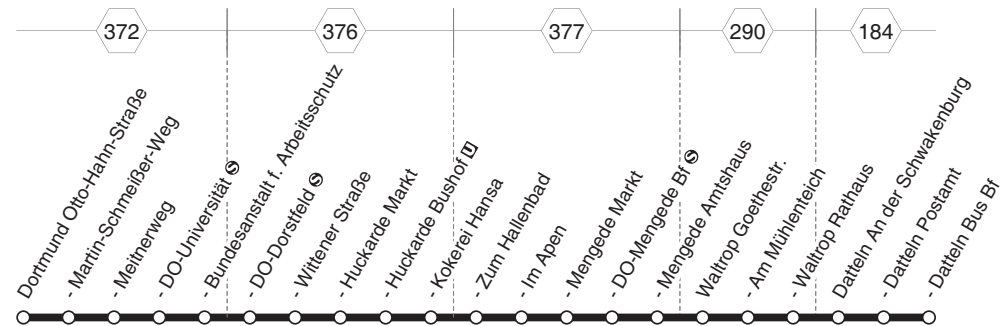 372 376 377 290 184
Dortmund Otto-Hahn-Straße
- Martin-Schmeißer-Weg
- Meitnerweg
- DO-Universität S
- Bundesanstalt f. Arbeitsschutz
- DO-Dorstfeld S
- Wittener Straße
- Huckarde Markt
- Huckarde Bushof U
- Kokerei Hansa
- Zum Hallenbad
- Im Apen
- Mengede Markt
- DO-Mengede Bf S
- Mengede Amtshaus
Waltrop Goethestr.
- Am Mühlenteich
- Waltrop Rathaus
Datteln An der Schwakenburg
- Datteln Postamt
- Datteln Bus Bf